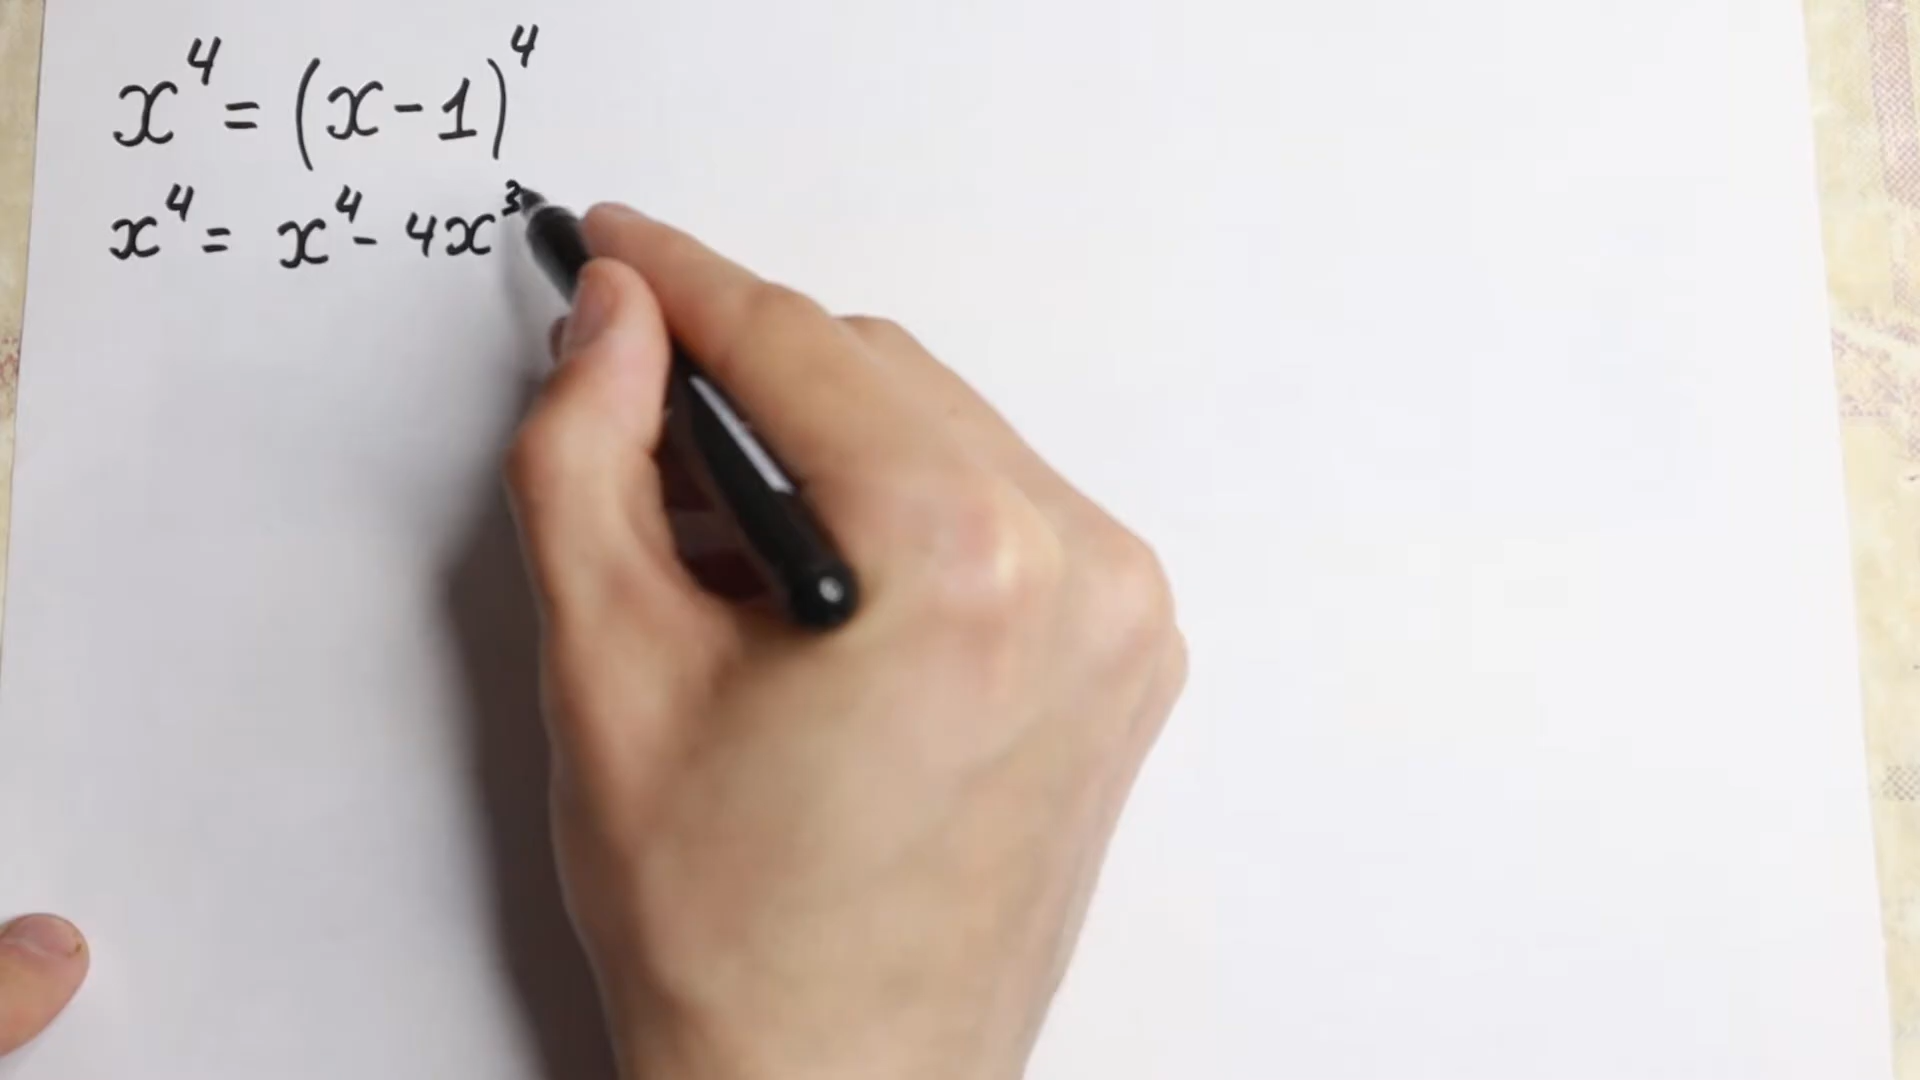 x⁴ = (x-1)⁴
x⁴ = x⁴ - 4x³